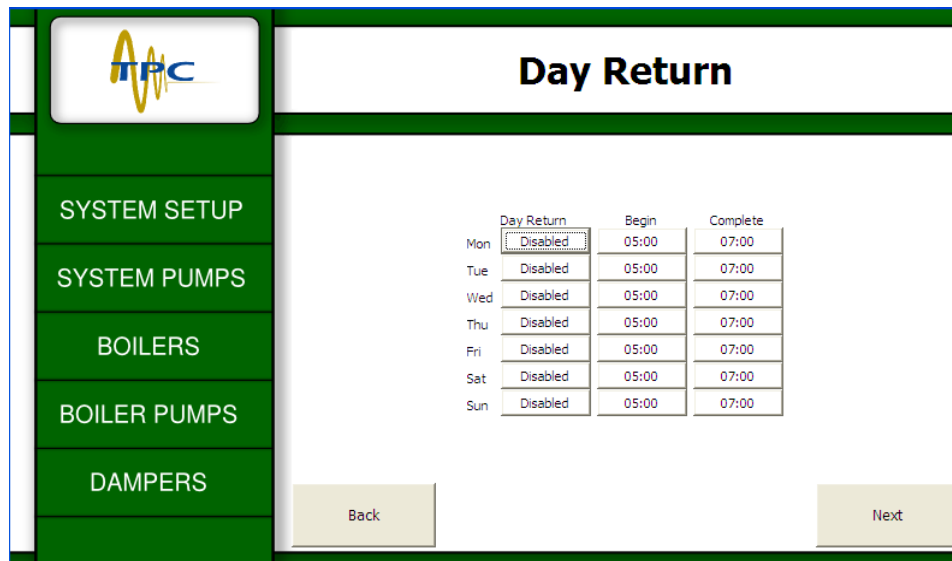 TPC
Day Return
SYSTEM SETUP
SYSTEM PUMPS
BOILERS
BOILER PUMPS
DAMPERS
Day Return Begin Complete
Mon Disabled 05:00 07:00
Tue Disabled 05:00 07:00
Wed Disabled 05:00 07:00
Thu Disabled 05:00 07:00
Fri Disabled 05:00 07:00
Sat Disabled 05:00 07:00
Sun Disabled 05:00 07:00
Back Next